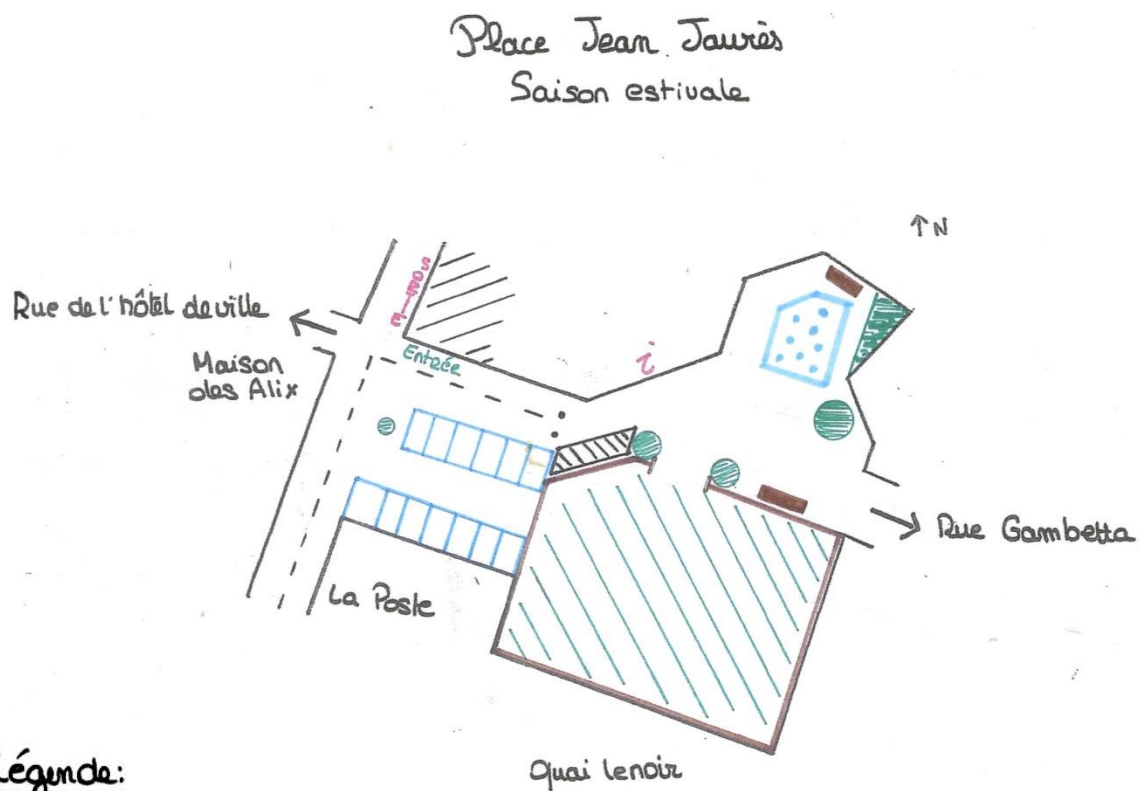 Place Jean Jaurès
Saison estivale
↑N
Rue de l'hôtel de ville
Maison des Alix
Entrée
i
Rue Gambetta
La Poste
Quai Lenoir
Légende: